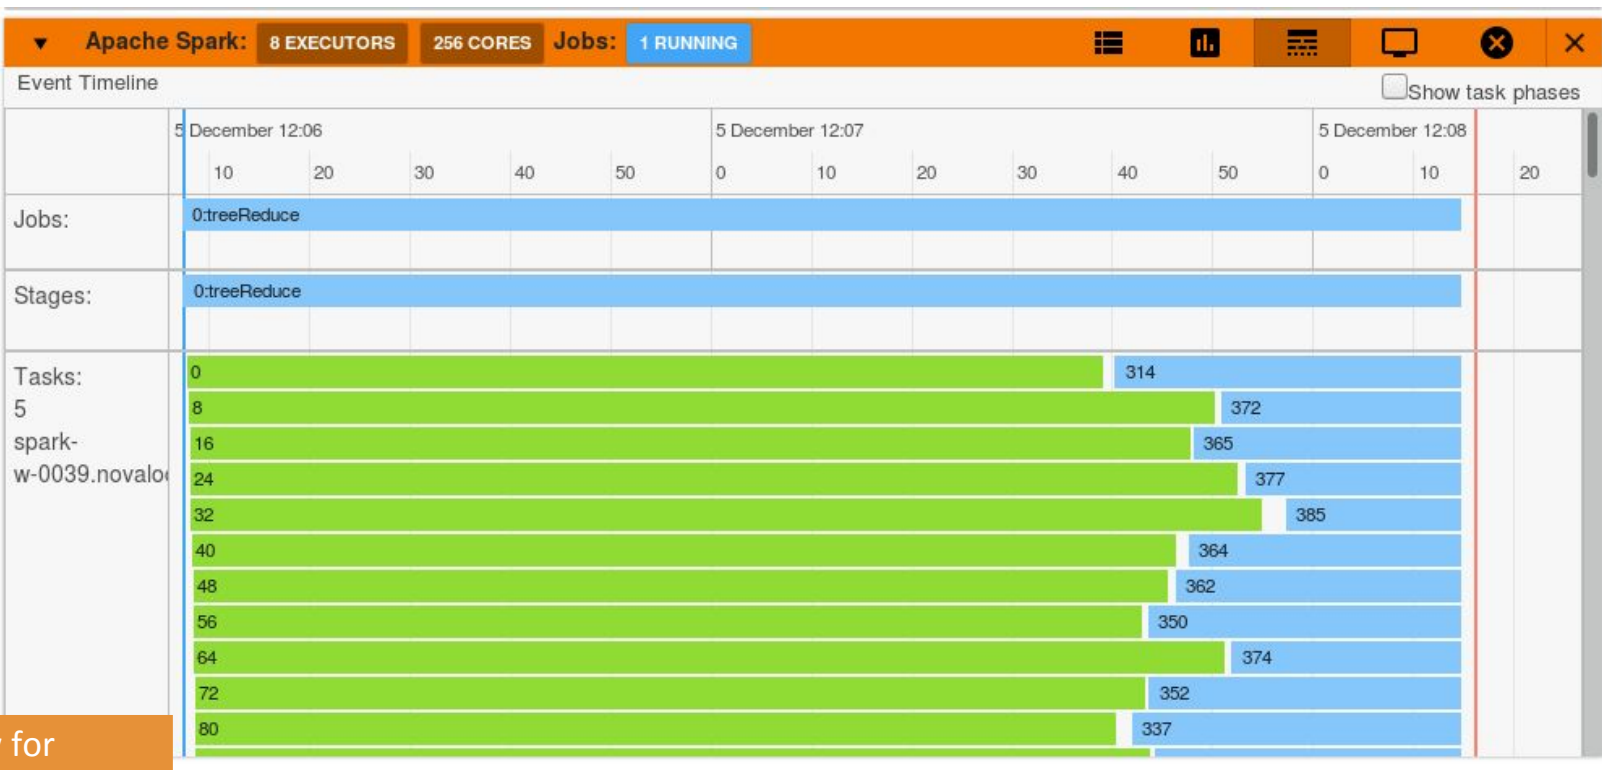 Apache Spark: 8 EXECUTORS 256 CORES Jobs: 1 RUNNING
Event Timeline Show task phases
5 December 12:06 5 December 12:07 5 December 12:08
10 20 30 40 50 0 10 20 30 40 50 0 10 20
Jobs: 0:treeReduce
Stages: 0:treeReduce
Tasks: 0 314
5 8 372
spark- 16 365
w-0039.novalo 24 377
32 385
40 364
48 362
56 350
64 374
72 352
80 337
for